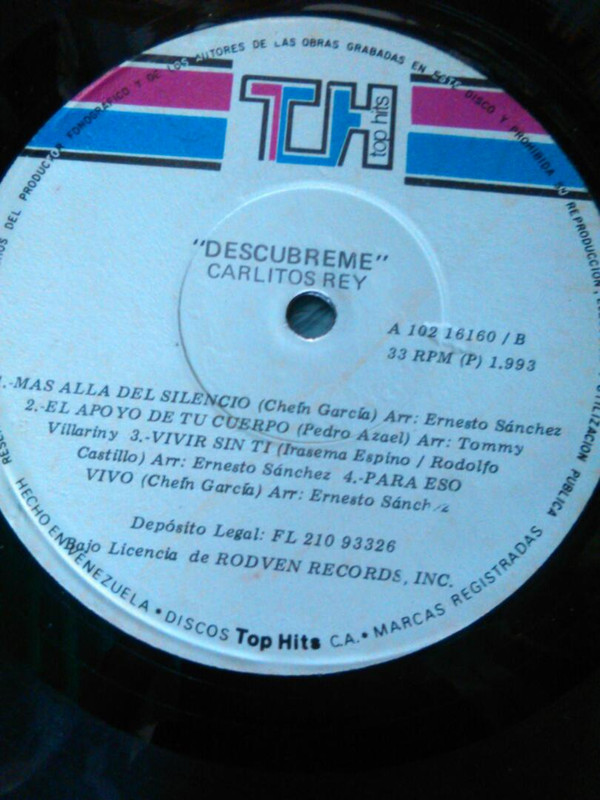 DEL PRODUCTOR FONOGRÁFICO Y DE LOS AUTORES DE LAS OBRAS GRABADAS EN ESTE DISCO Y PROHIBIDA SU REPRODUCCION,
UTILIZACION PUBLICA
TH top hits
"DESCUBREME"
CARLITOS REY
A 102 16160 / B
33 RPM (P) 1.993
1.-MAS ALLA DEL SILENCIO (Cheín García) Arr: Ernesto Sánchez
2.-EL APOYO DE TU CUERPO (Pedro Azael) Arr: Tommy
Villariny 3.-VIVIR SIN TI (Irasema Espino / Rodolfo
Castillo) Arr: Ernesto Sánchez 4.-PARA ESO
VIVO (Cheín García) Arr: Ernesto Sánchez
Depósito Legal: FL 210 93326
Bajo Licencia de RODVEN RECORDS, INC.
HECHO EN VENEZUELA • DISCOS Top Hits C.A. • MARCAS REGISTRADAS